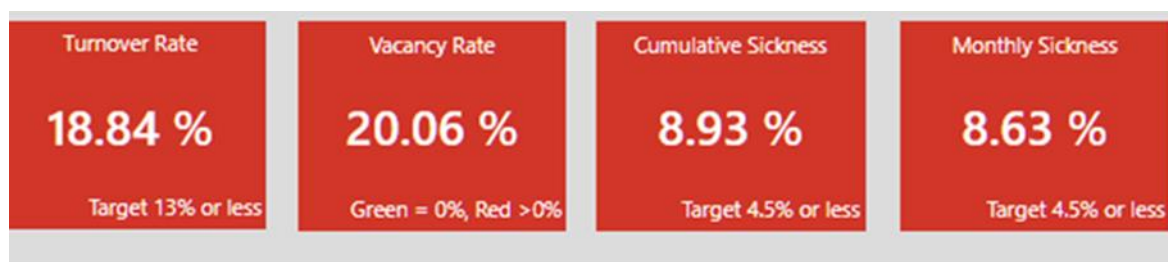 Turnover Rate
18.84 %
Target 13% or less
Vacancy Rate
20.06 %
Green = 0%, Red >0%
Cumulative Sickness
8.93 %
Target 4.5% or less
Monthly Sickness
8.63 %
Target 4.5% or less